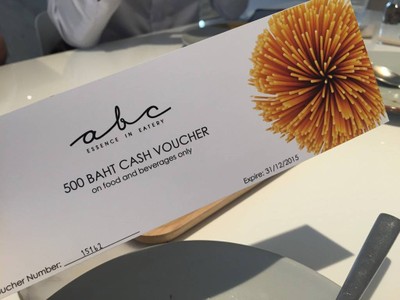 abc
ESSENCE IN EATERY
500 BAHT CASH VOUCHER
on food and beverages only
Expire: 31/12/2015
oucher Number: 15162